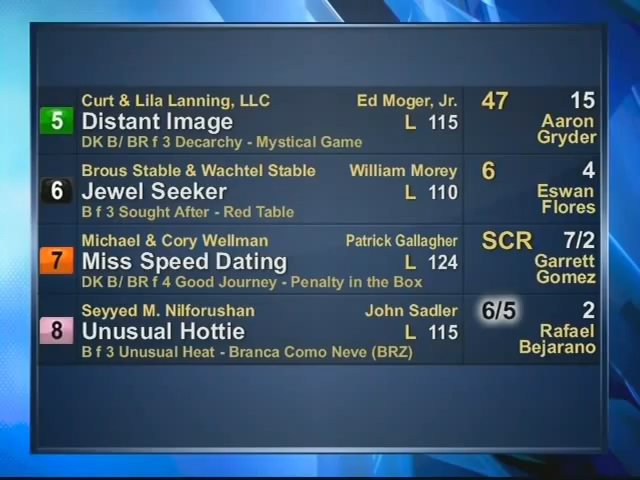 Curt & Lila Lanning, LLC Ed Moger, Jr. 47 15
5 Distant Image L 115 Aaron Gryder
DK B/ BR f 3 Decarchy - Mystical Game
Brous Stable & Wachtel Stable William Morey 6 4
6 Jewel Seeker L 110 Eswan Flores
B f 3 Sought After - Red Table
Michael & Cory Wellman Patrick Gallagher SCR 7/2
7 Miss Speed Dating L 124 Garrett Gomez
DK B/ BR f 4 Good Journey - Penalty in the Box
Seyyed M. Nilforushan John Sadler 6/5 2
8 Unusual Hottie L 115 Rafael Bejarano
B f 3 Unusual Heat - Branca Como Neve (BRZ)